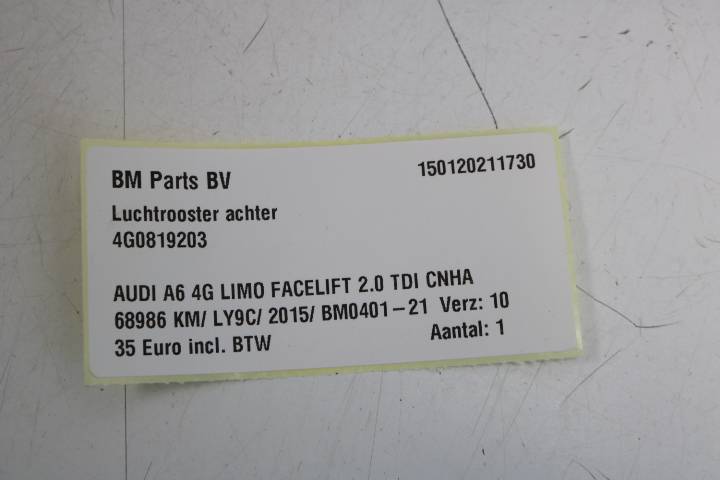 BM Parts BV 150120211730
Luchtrooster achter
4G0819203
AUDI A6 4G LIMO FACELIFT 2.0 TDI CNHA
68986 KM/ LY9C/ 2015/ BM0401-21 Verz: 10
35 Euro incl. BTW Aantal: 1